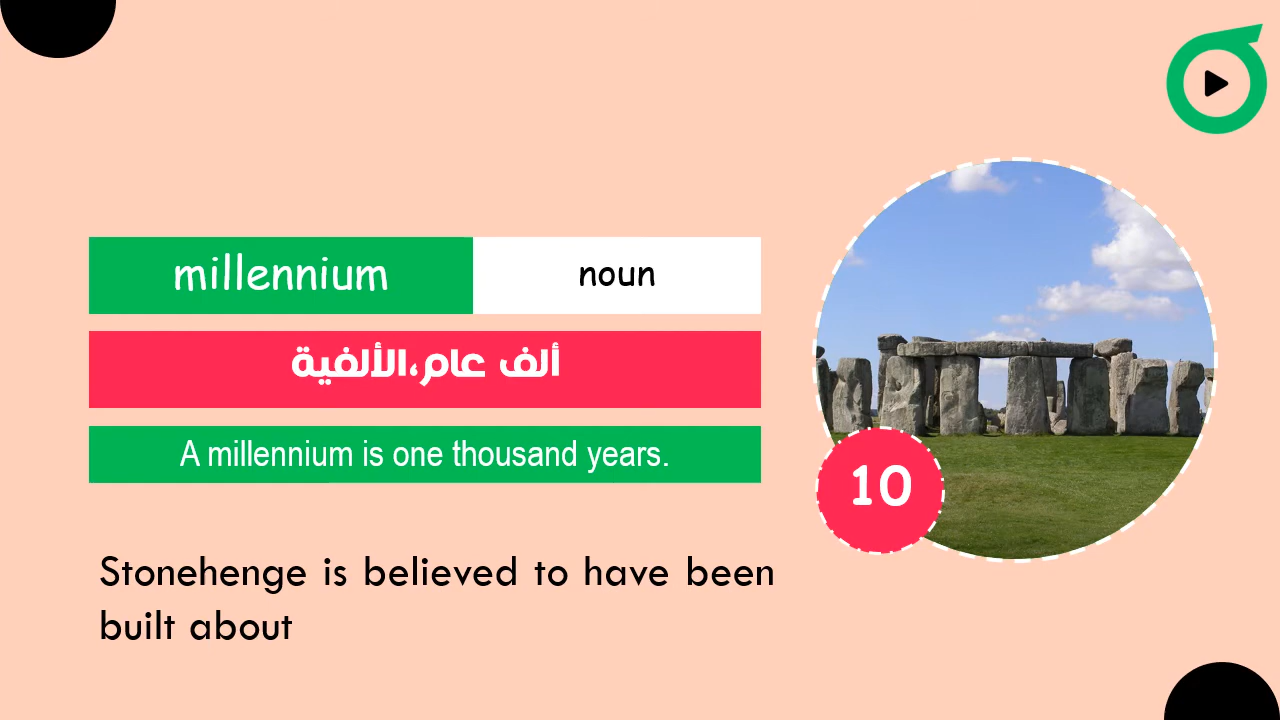 millennium
noun
ألف عام،الألفية
A millennium is one thousand years.
10
Stonehenge is believed to have been
built about